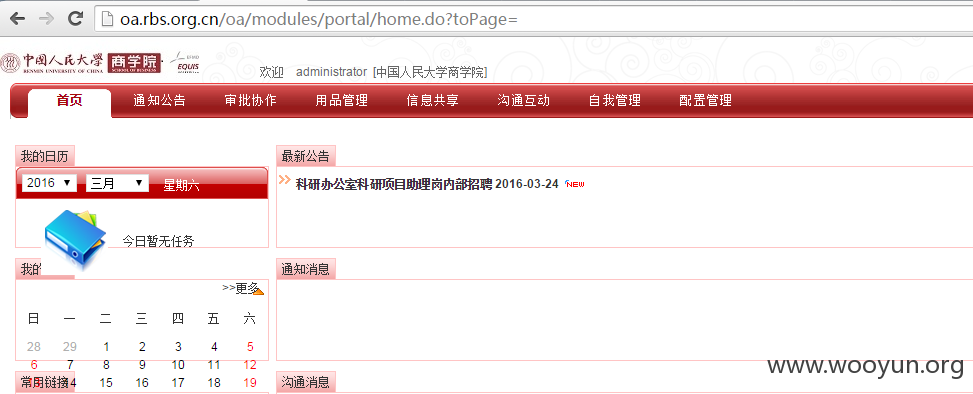 oa.rbs.org.cn/oa/modules/portal/home.do?toPage=
中国人民大学 商学院
RENMIN UNIVERSITY OF CHINA SCHOOL OF BUSINESS EQUIS
欢迎 administrator [中国人民大学商学院]
首页 通知公告 审批协作 用品管理 信息共享 沟通互动 自我管理 配置管理
我的日历 最新公告
2016 三月 星期六
科研办公室科研项目助理岗内部招聘 2016-03-24 NEW
今日暂无任务
我的 通知消息
>>更多
日 一 二 三 四 五 六
28 29 1 2 3 4 5
6 7 8 9 10 11 12
常用链接 14 15 16 17 18 19
沟通消息
www.wooyun.org